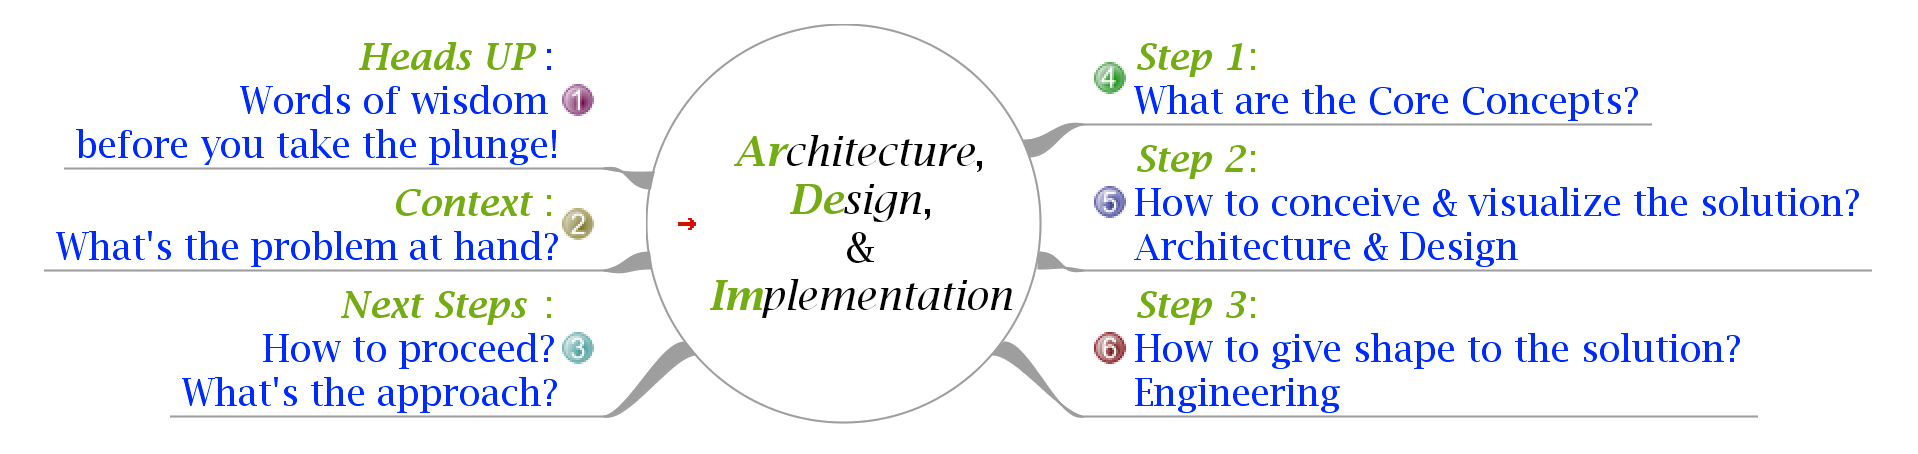 Heads UP :
Words of wisdom 1
before you take the plunge!
Context :
2
What's the problem at hand?
Next Steps :
How to proceed? 3
What's the approach?
Architecture,
Design,
&
Implementation
Step 1:
4
What are the Core Concepts?
Step 2:
5 How to conceive & visualize the solution?
Architecture & Design
Step 3:
6 How to give shape to the solution?
Engineering